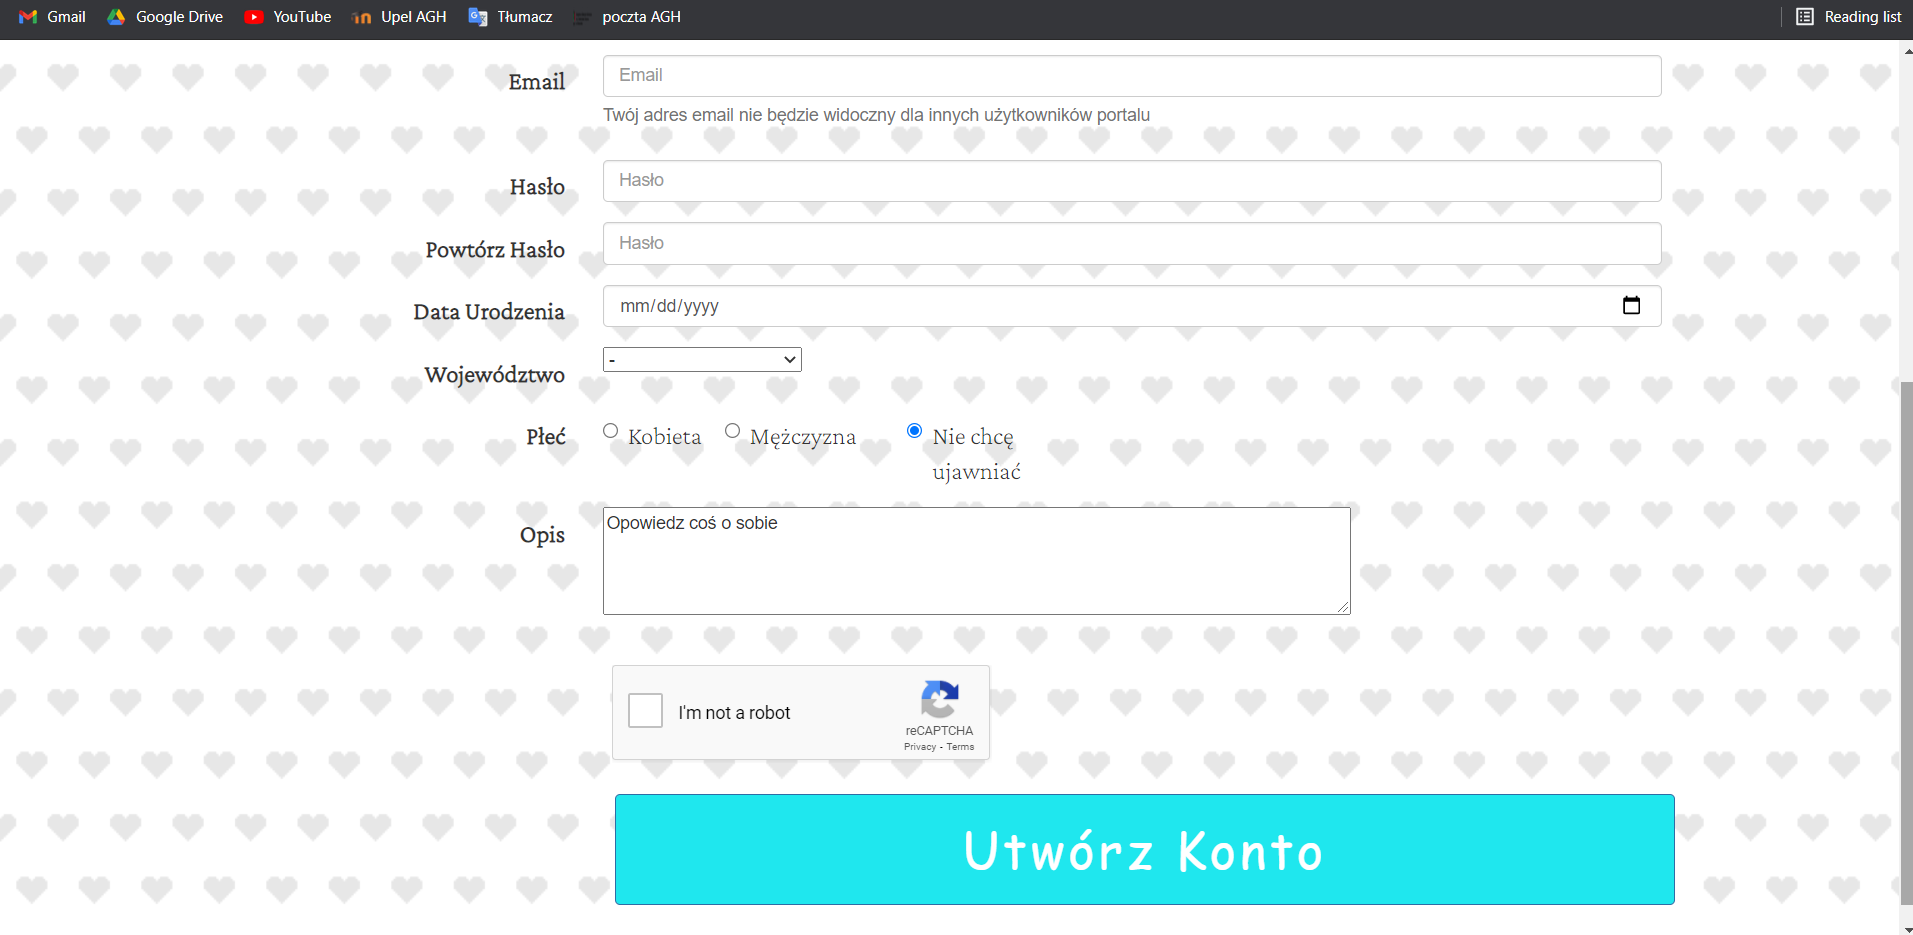 Gmail Google Drive YouTube Upel AGH Tłumacz poczta AGH Reading list
Email Email
Twój adres email nie będzie widoczny dla innych użytkowników portalu
Hasło Hasło
Powtórz Hasło Hasło
Data Urodzenia mm/dd/yyyy
Województwo -
Płeć Kobieta Mężczyzna Nie chcę
ujawniać
Opis Opowiedz coś o sobie
I'm not a robot
reCAPTCHA
Privacy - Terms
Utwórz Konto